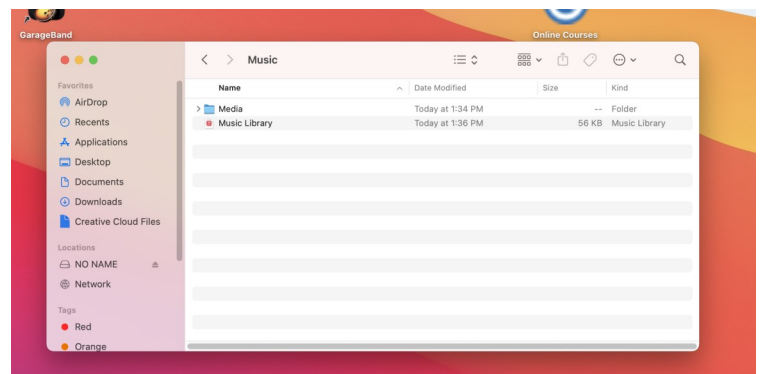 GarageBand
Online Courses
Music
Favorites
AirDrop
Recents
Applications
Desktop
Documents
Downloads
Creative Cloud Files
Locations
NO NAME
Network
Tags
Red
Orange
Name Date Modified Size Kind
Media Today at 1:34 PM -- Folder
Music Library Today at 1:36 PM 56 KB Music Library